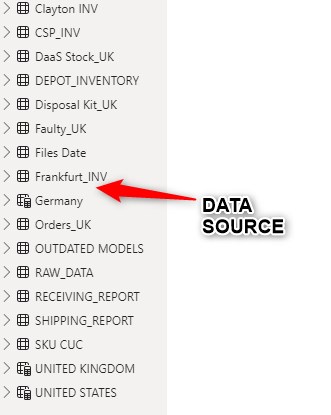 Clayton INV
CSP_INV
DaaS Stock_UK
DEPOT_INVENTORY
Disposal Kit_UK
Faulty_UK
Files Date
Frankfurt_INV
Germany
DATA
SOURCE
Orders_UK
OUTDATED MODELS
RAW_DATA
RECEIVING_REPORT
SHIPPING_REPORT
SKU CUC
UNITED KINGDOM
UNITED STATES